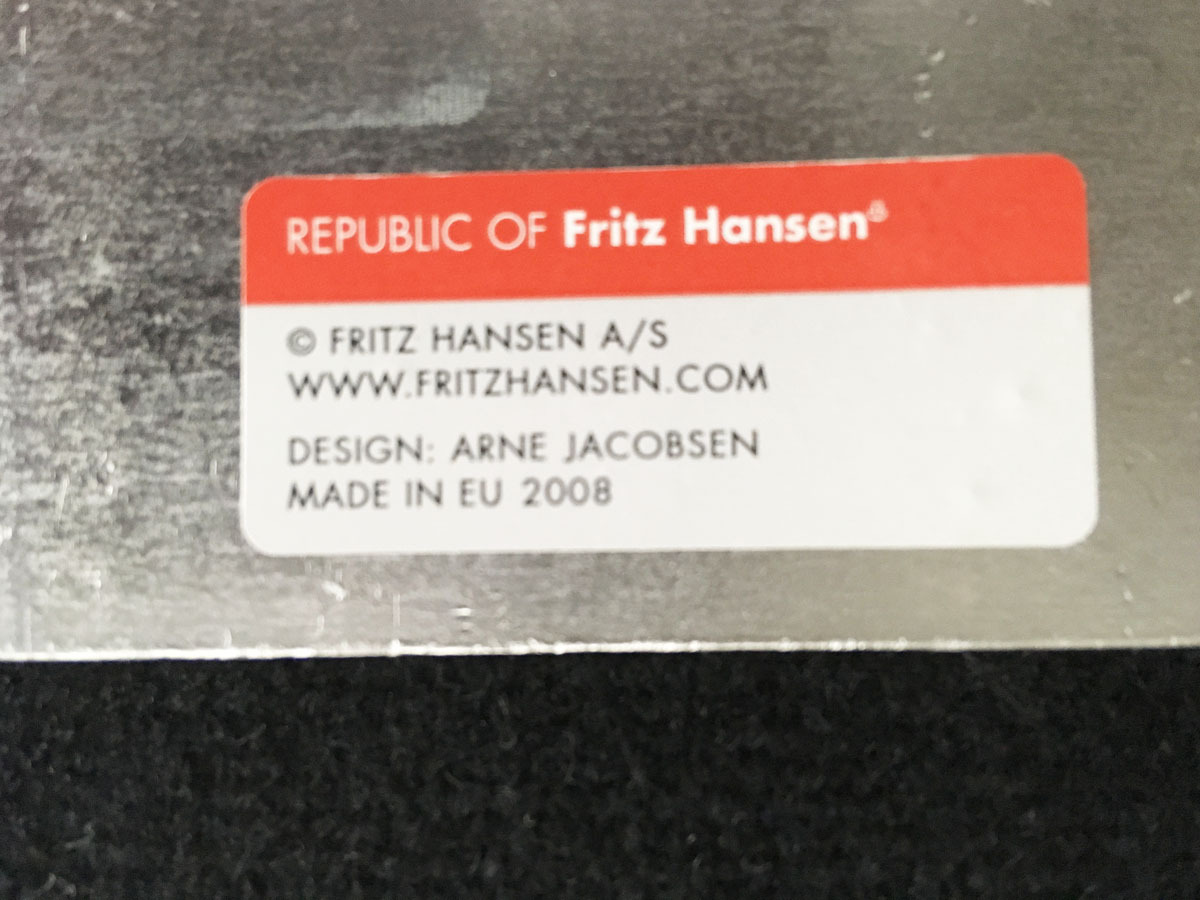 REPUBLIC OF Fritz Hansen®
© FRITZ HANSEN A/S
WWW.FRITZHANSEN.COM
DESIGN: ARNE JACOBSEN
MADE IN EU 2008